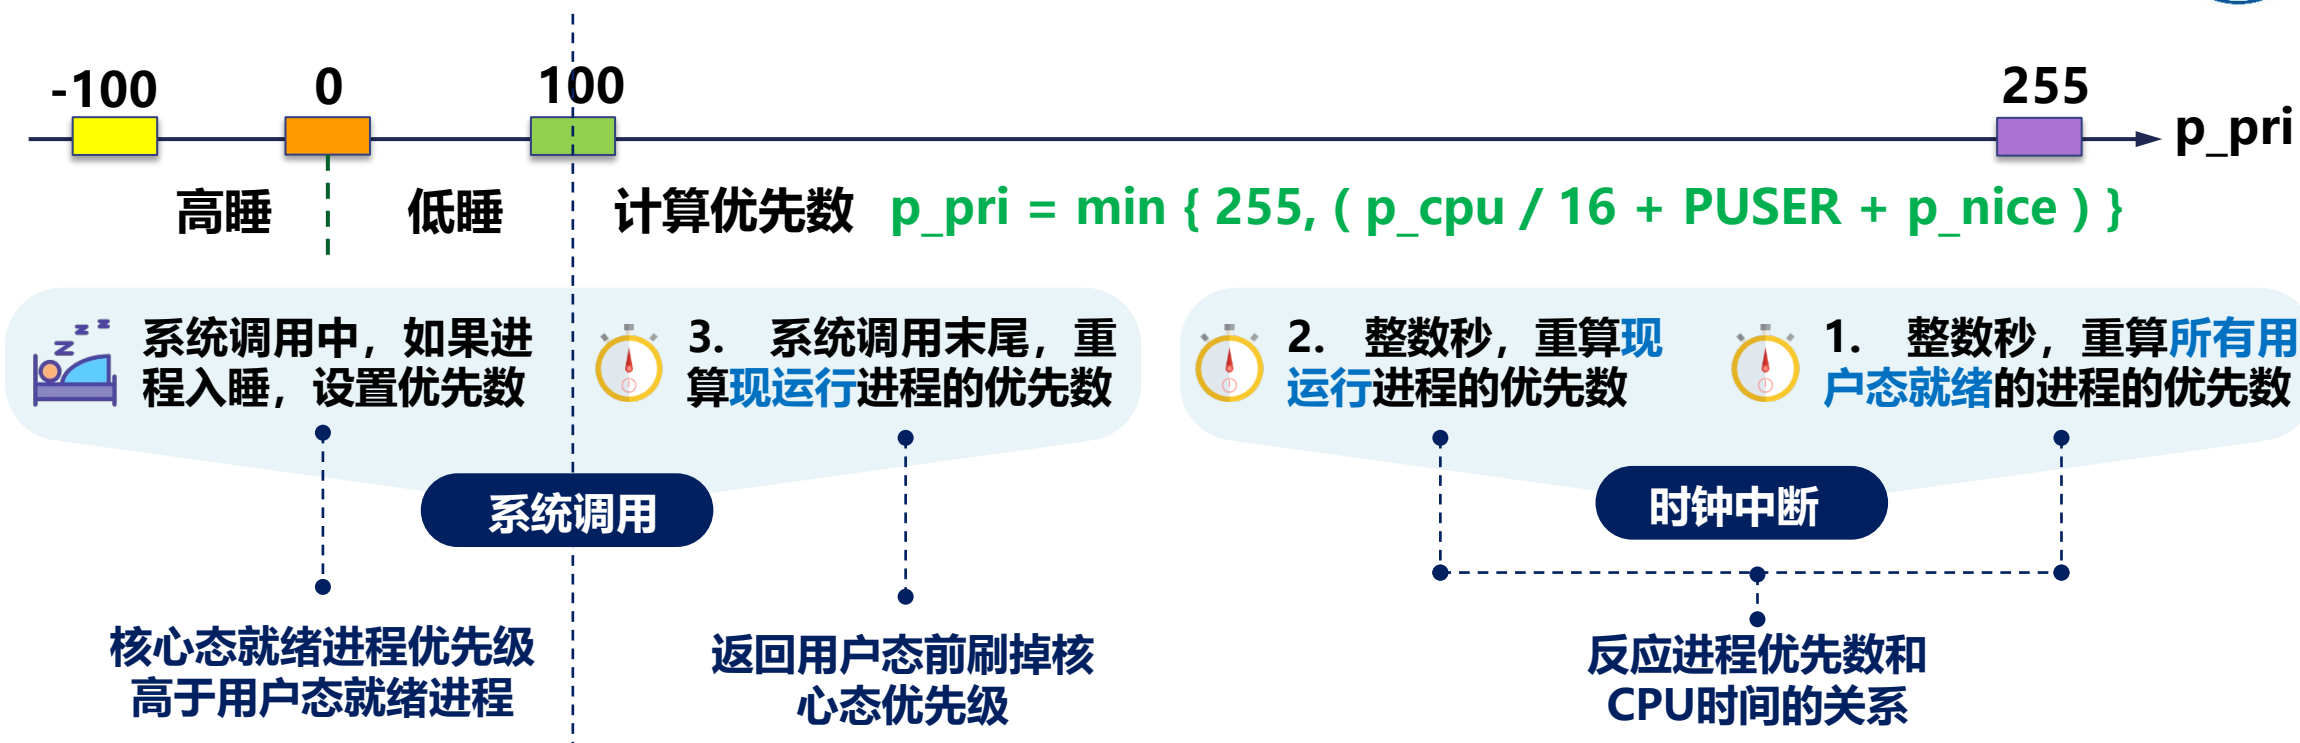 -100
0
100
255
p_pri
高睡
低睡
计算优先数 p_pri = min { 255, ( p_cpu / 16 + PUSER + p_nice ) }
系统调用中，如果进
程入睡，设置优先数
3. 系统调用末尾，重
算现运行进程的优先数
2. 整数秒，重算现
运行进程的优先数
1. 整数秒，重算所有用
户态就绪的进程的优先数
系统调用
时钟中断
核心态就绪进程优先级
高于用户态就绪进程
返回用户态前刷掉核
心态优先级
反应进程优先数和
CPU时间的关系